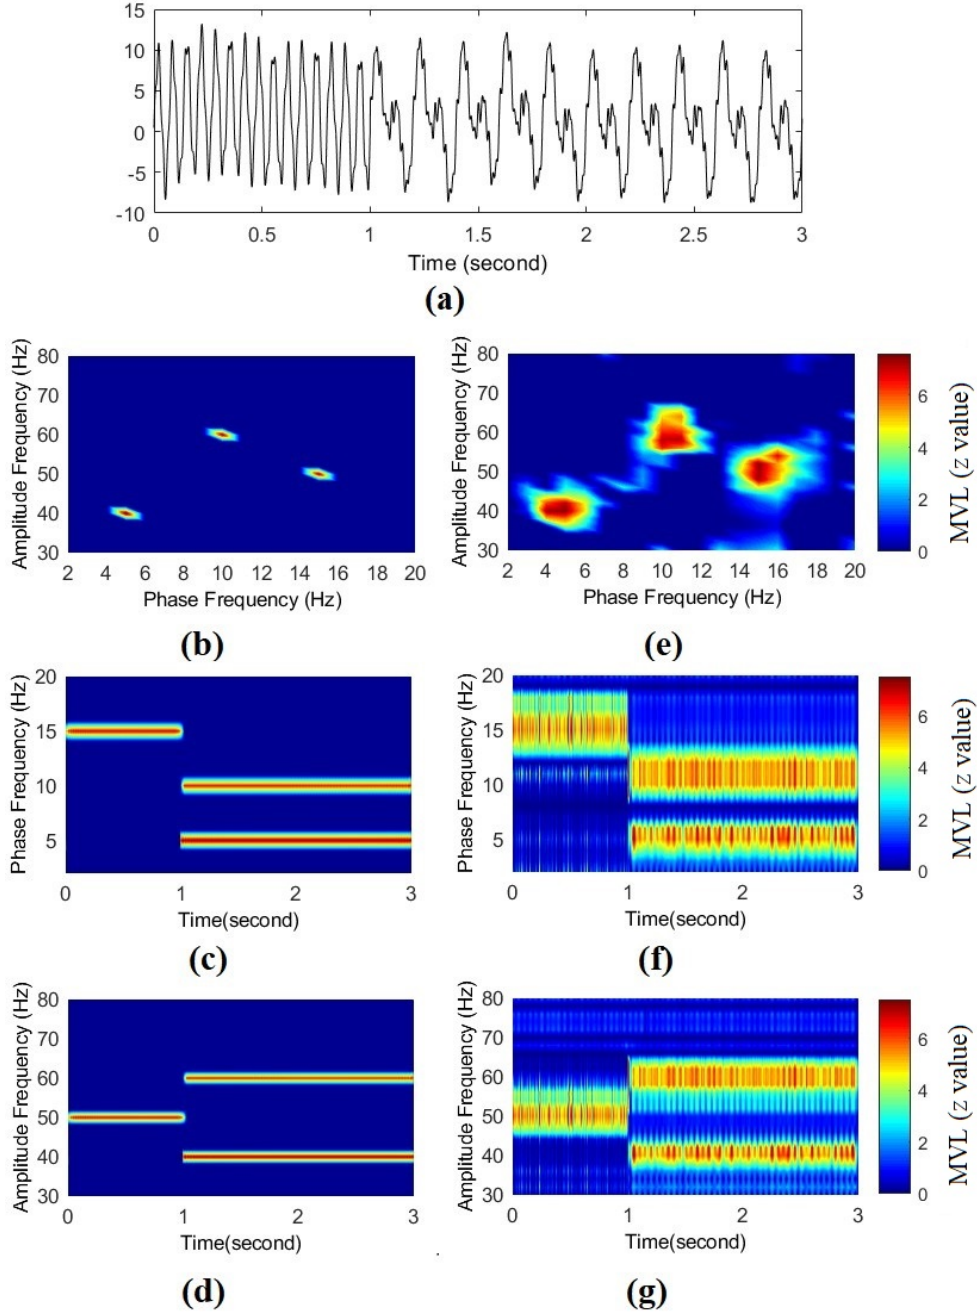 15
10
5
0
-5
-10
0 0.5 1 1.5 2 2.5 3
Time (second)
(a)
Amplitude Frequency (Hz)
80
70
60
50
40
30
2 4 6 8 10 12 14 16 18 20
Phase Frequency (Hz)
(b)
Amplitude Frequency (Hz)
80
70
60
50
40
30
2 4 6 8 10 12 14 16 18 20
Phase Frequency (Hz)
(e)
6
4
2
0
MVL (z value)
Phase Frequency (Hz)
20
15
10
5
0 1 2 3
Time(second)
(c)
Phase Frequency (Hz)
20
15
10
5
0 1 2 3
Time(second)
(f)
6
4
2
0
MVL (z value)
Amplitude Frequency (Hz)
80
70
60
50
40
30
0 1 2 3
Time(second)
(d)
Amplitude Frequency (Hz)
80
70
60
50
40
30
0 1 2 3
Time(second)
(g)
6
4
2
0
MVL (z value)